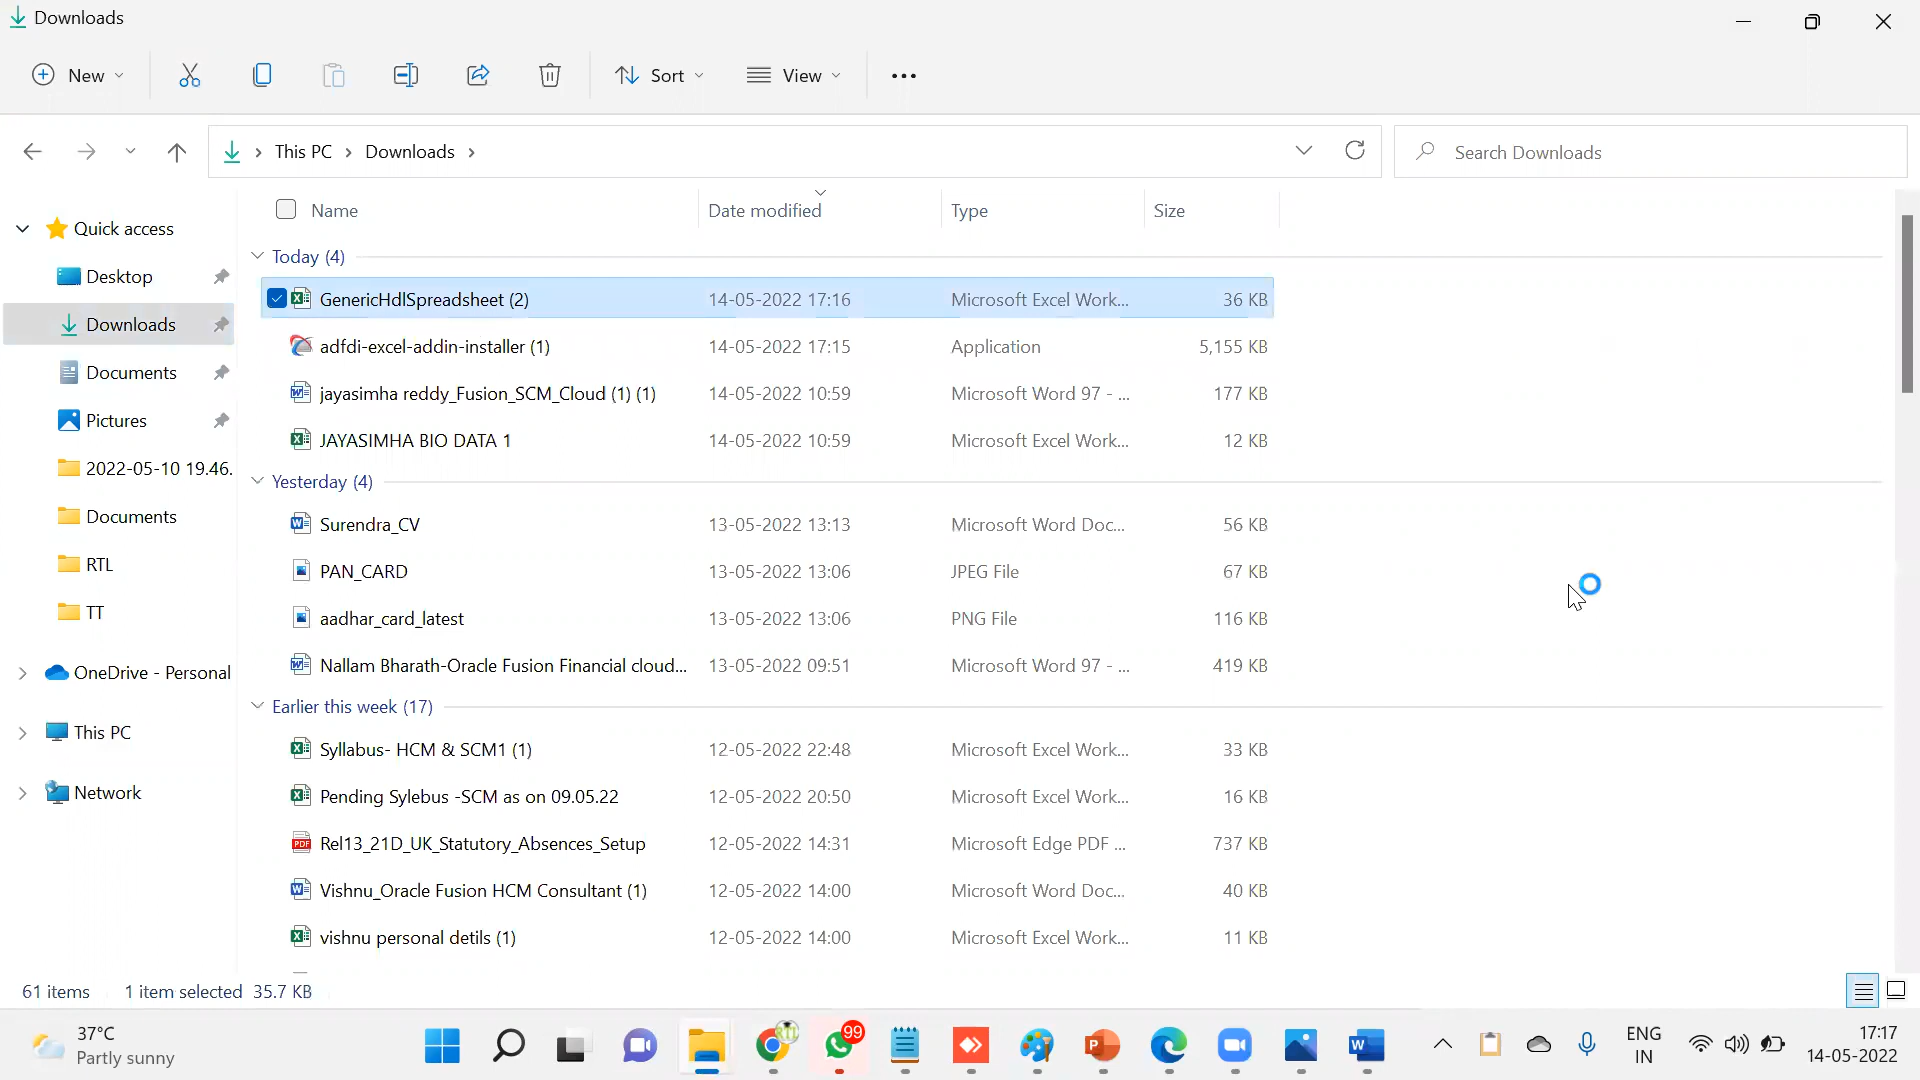 Downloads
New
Sort
View
This PC
Downloads
Search Downloads
Name
Date modified
Type
Size
Quick access
Desktop
Downloads
Documents
Pictures
2022-05-10 19.46.
Documents
RTL
TT
OneDrive - Personal
This PC
Network
Today (4)
GenericHdlSpreadsheet (2) 14-05-2022 17:16 Microsoft Excel Work... 36 KB
adfdi-excel-addin-installer (1) 14-05-2022 17:15 Application 5,155 KB
jayasimha reddy_Fusion_SCM_Cloud (1) (1) 14-05-2022 10:59 Microsoft Word 97 - ... 177 KB
JAYASIMHA BIO DATA 1 14-05-2022 10:59 Microsoft Excel Work... 12 KB
Yesterday (4)
Surendra_CV 13-05-2022 13:13 Microsoft Word Doc... 56 KB
PAN_CARD 13-05-2022 13:06 JPEG File 67 KB
aadhar_card_latest 13-05-2022 13:06 PNG File 116 KB
Nallam Bharath-Oracle Fusion Financial cloud... 13-05-2022 09:51 Microsoft Word 97 - ... 419 KB
Earlier this week (17)
Syllabus- HCM & SCM1 (1) 12-05-2022 22:48 Microsoft Excel Work... 33 KB
Pending Sylebus -SCM as on 09.05.22 12-05-2022 20:50 Microsoft Excel Work... 16 KB
Rel13_21D_UK_Statutory_Absences_Setup 12-05-2022 14:31 Microsoft Edge PDF ... 737 KB
Vishnu_Oracle Fusion HCM Consultant (1) 12-05-2022 14:00 Microsoft Word Doc... 40 KB
vishnu personal detils (1) 12-05-2022 14:00 Microsoft Excel Work... 11 KB
61 items 1 item selected 35.7 KB
37°C
Partly sunny
99
ENG
IN
17:17
14-05-2022